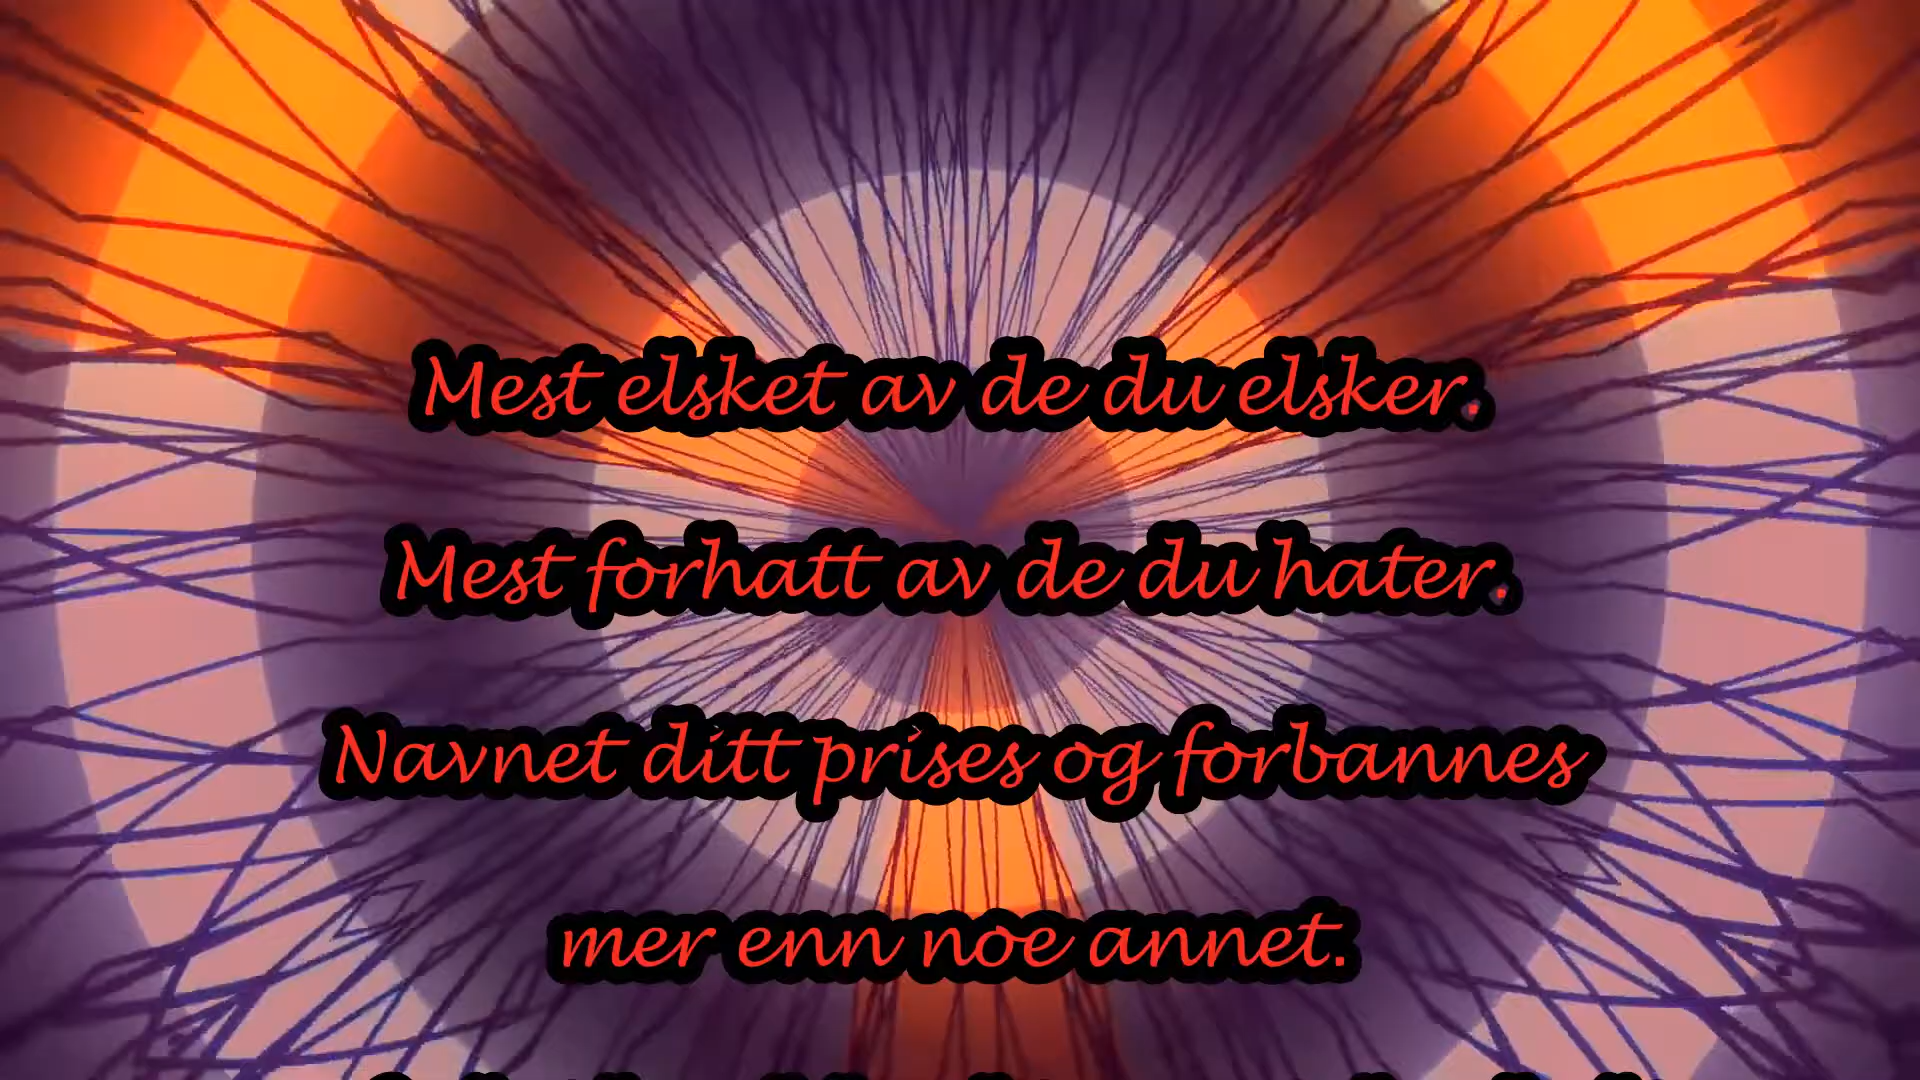 Mest elsket av de du elsker.
Mest forhatt av de du hater.
Navnet ditt prises og forbannes
mer enn noe annet.